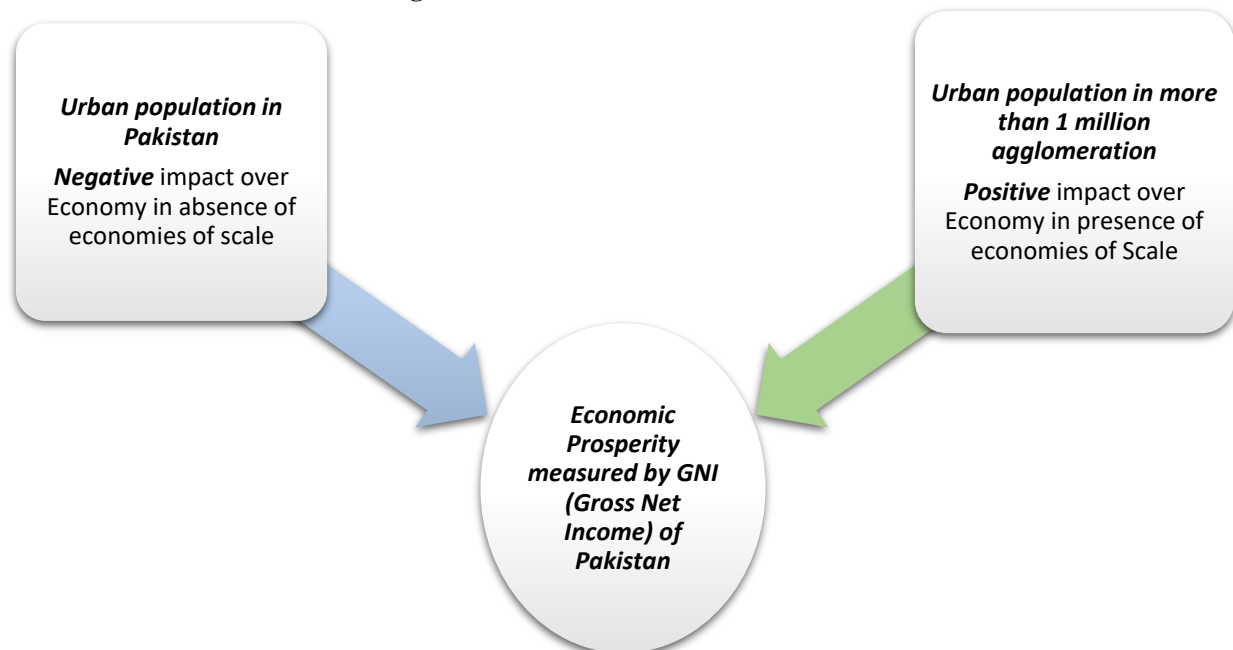 Urban population in
Pakistan
Negative impact over
Economy in absence of
economies of scale
Urban population in more
than 1 million
agglomeration
Positive impact over
Economy in presence of
economies of Scale
Economic
Prosperity
measured by GNI
(Gross Net
Income) of
Pakistan